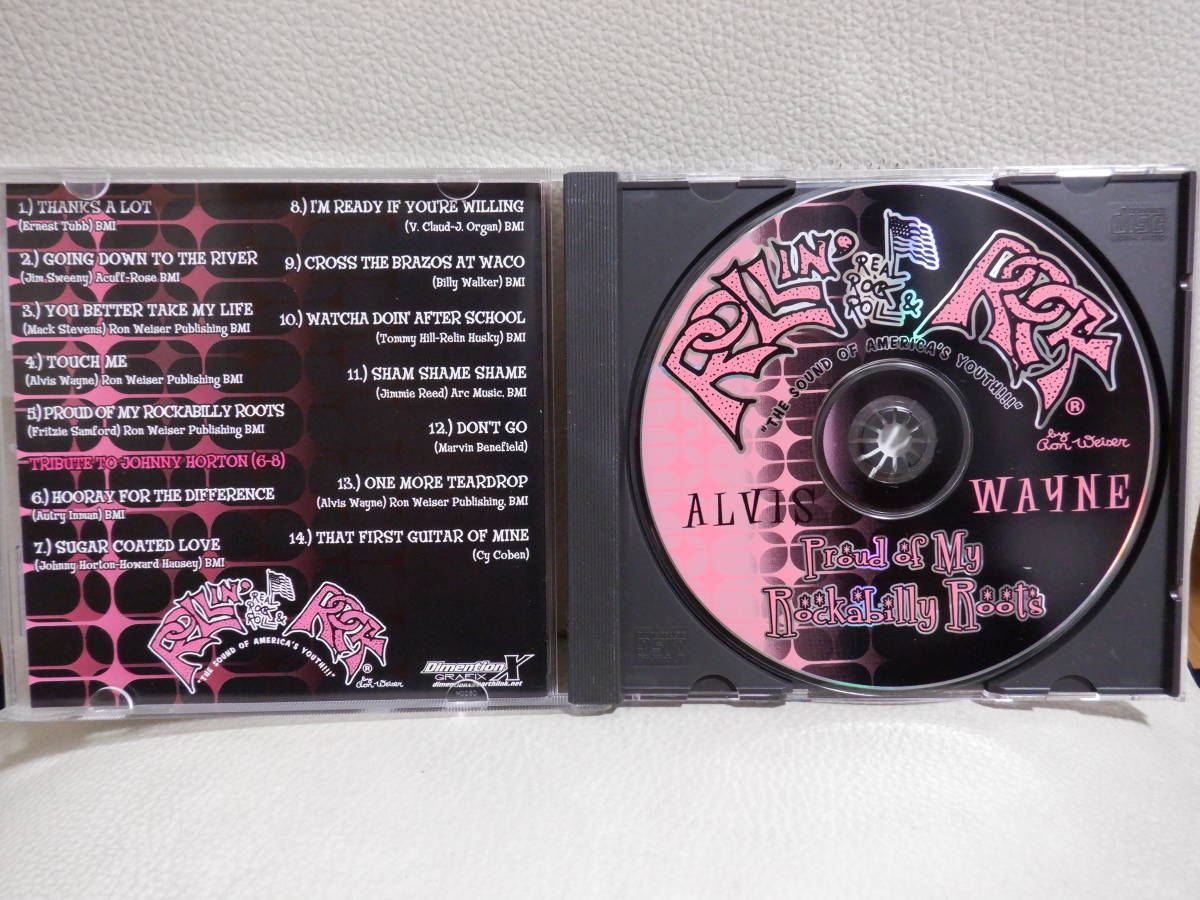 1.) THANKS A LOT
(Ernest Tubb) BMI
2.) GOING DOWN TO THE RIVER
(Jim Sweeny) Acuff-Rose BMI
3.) YOU BETTER TAKE MY LIFE
(Mack Stevens) Ron Weiser Publishing BMI
4.) TOUCH ME
(Alvis Wayne) Ron Weiser Publishing BMI
5.) PROUD OF MY ROCKABILLY ROOTS
(Fritzie Samford) Ron Weiser Publishing BMI
TRIBUTE TO JOHNNY HORTON (6-8)
6.) HOORAY FOR THE DIFFERENCE
(Autry Inman) BMI
7.) SUGAR COATED LOVE
(Johnny Horton-Howard Hausey) BMI
8.) I'M READY IF YOU'RE WILLING
(V. Claud-J. Organ) BMI
9.) CROSS THE BRAZOS AT WACO
(Billy Walker) BMI
10.) WATCHA DOIN' AFTER SCHOOL
(Tommy Hill-Relin Husky) BMI
11.) SHAM SHAME SHAME
(Jimmie Reed) Arc Music. BMI
12.) DON'T GO
(Marvin Benefield)
13.) ONE MORE TEARDROP
(Alvis Wayne) Ron Weiser Publishing. BMI
14.) THAT FIRST GUITAR OF MINE
(Cy Coben)
ROLLIN' REAL ROCK & ROLL ROCK ®
"THE SOUND OF AMERICA'S YOUTH!!!"
by Ron Weiser
Dimention X
GRAFIX
dimentionx@earthlink.net
ROLLIN' REAL ROCK & ROLL ROCK ®
"THE SOUND OF AMERICA'S YOUTH!!!"
by Ron Weiser
ALVIS WAYNE
Proud of My
Rockabilly Roots